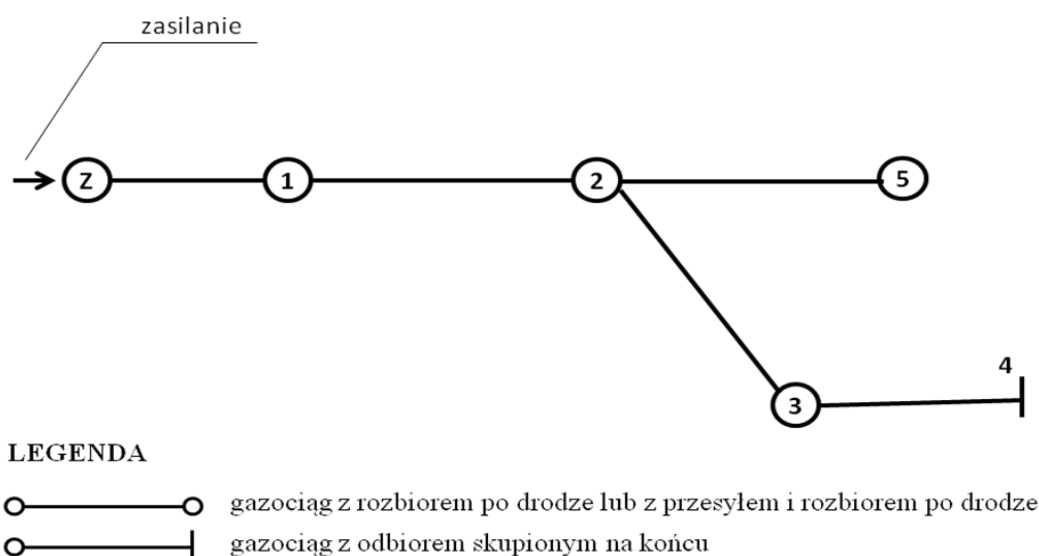 zasilanie
Z 1 2 5
4
3
LEGENDA
gazociąg z rozbiorem po drodze lub z przesyłem i rozbiorem po drodze
gazociąg z odbiorem skupionym na końcu